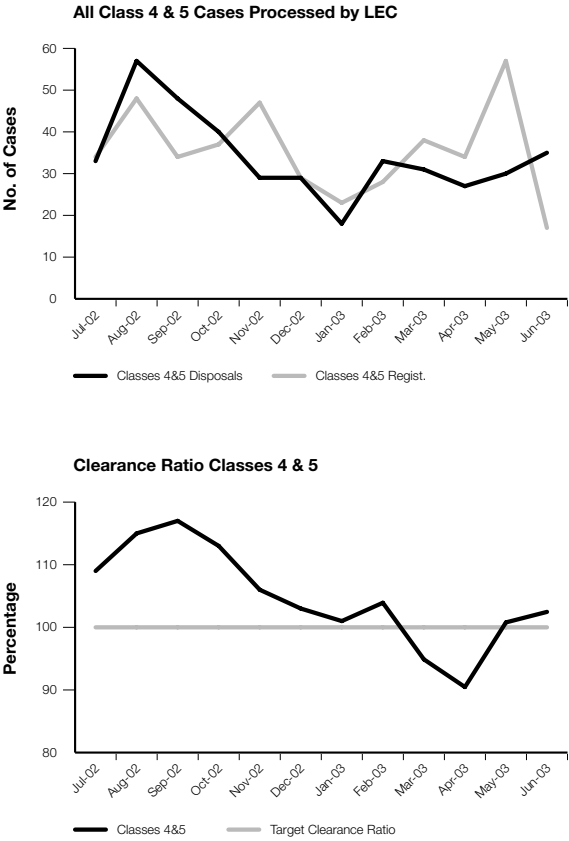 All Class 4 & 5 Cases Processed by LEC
No. of Cases
60
50
40
30
20
10
0
Jul-02 Aug-02 Sep-02 Oct-02 Nov-02 Dec-02 Jan-03 Feb-03 Mar-03 Apr-03 May-03 Jun-03
Classes 4&5 Disposals Classes 4&5 Regist.
Clearance Ratio Classes 4 & 5
Percentage
120
110
100
90
80
Jul-02 Aug-02 Sep-02 Oct-02 Nov-02 Dec-02 Jan-03 Feb-03 Mar-03 Apr-03 May-03 Jun-03
Classes 4&5 Target Clearance Ratio